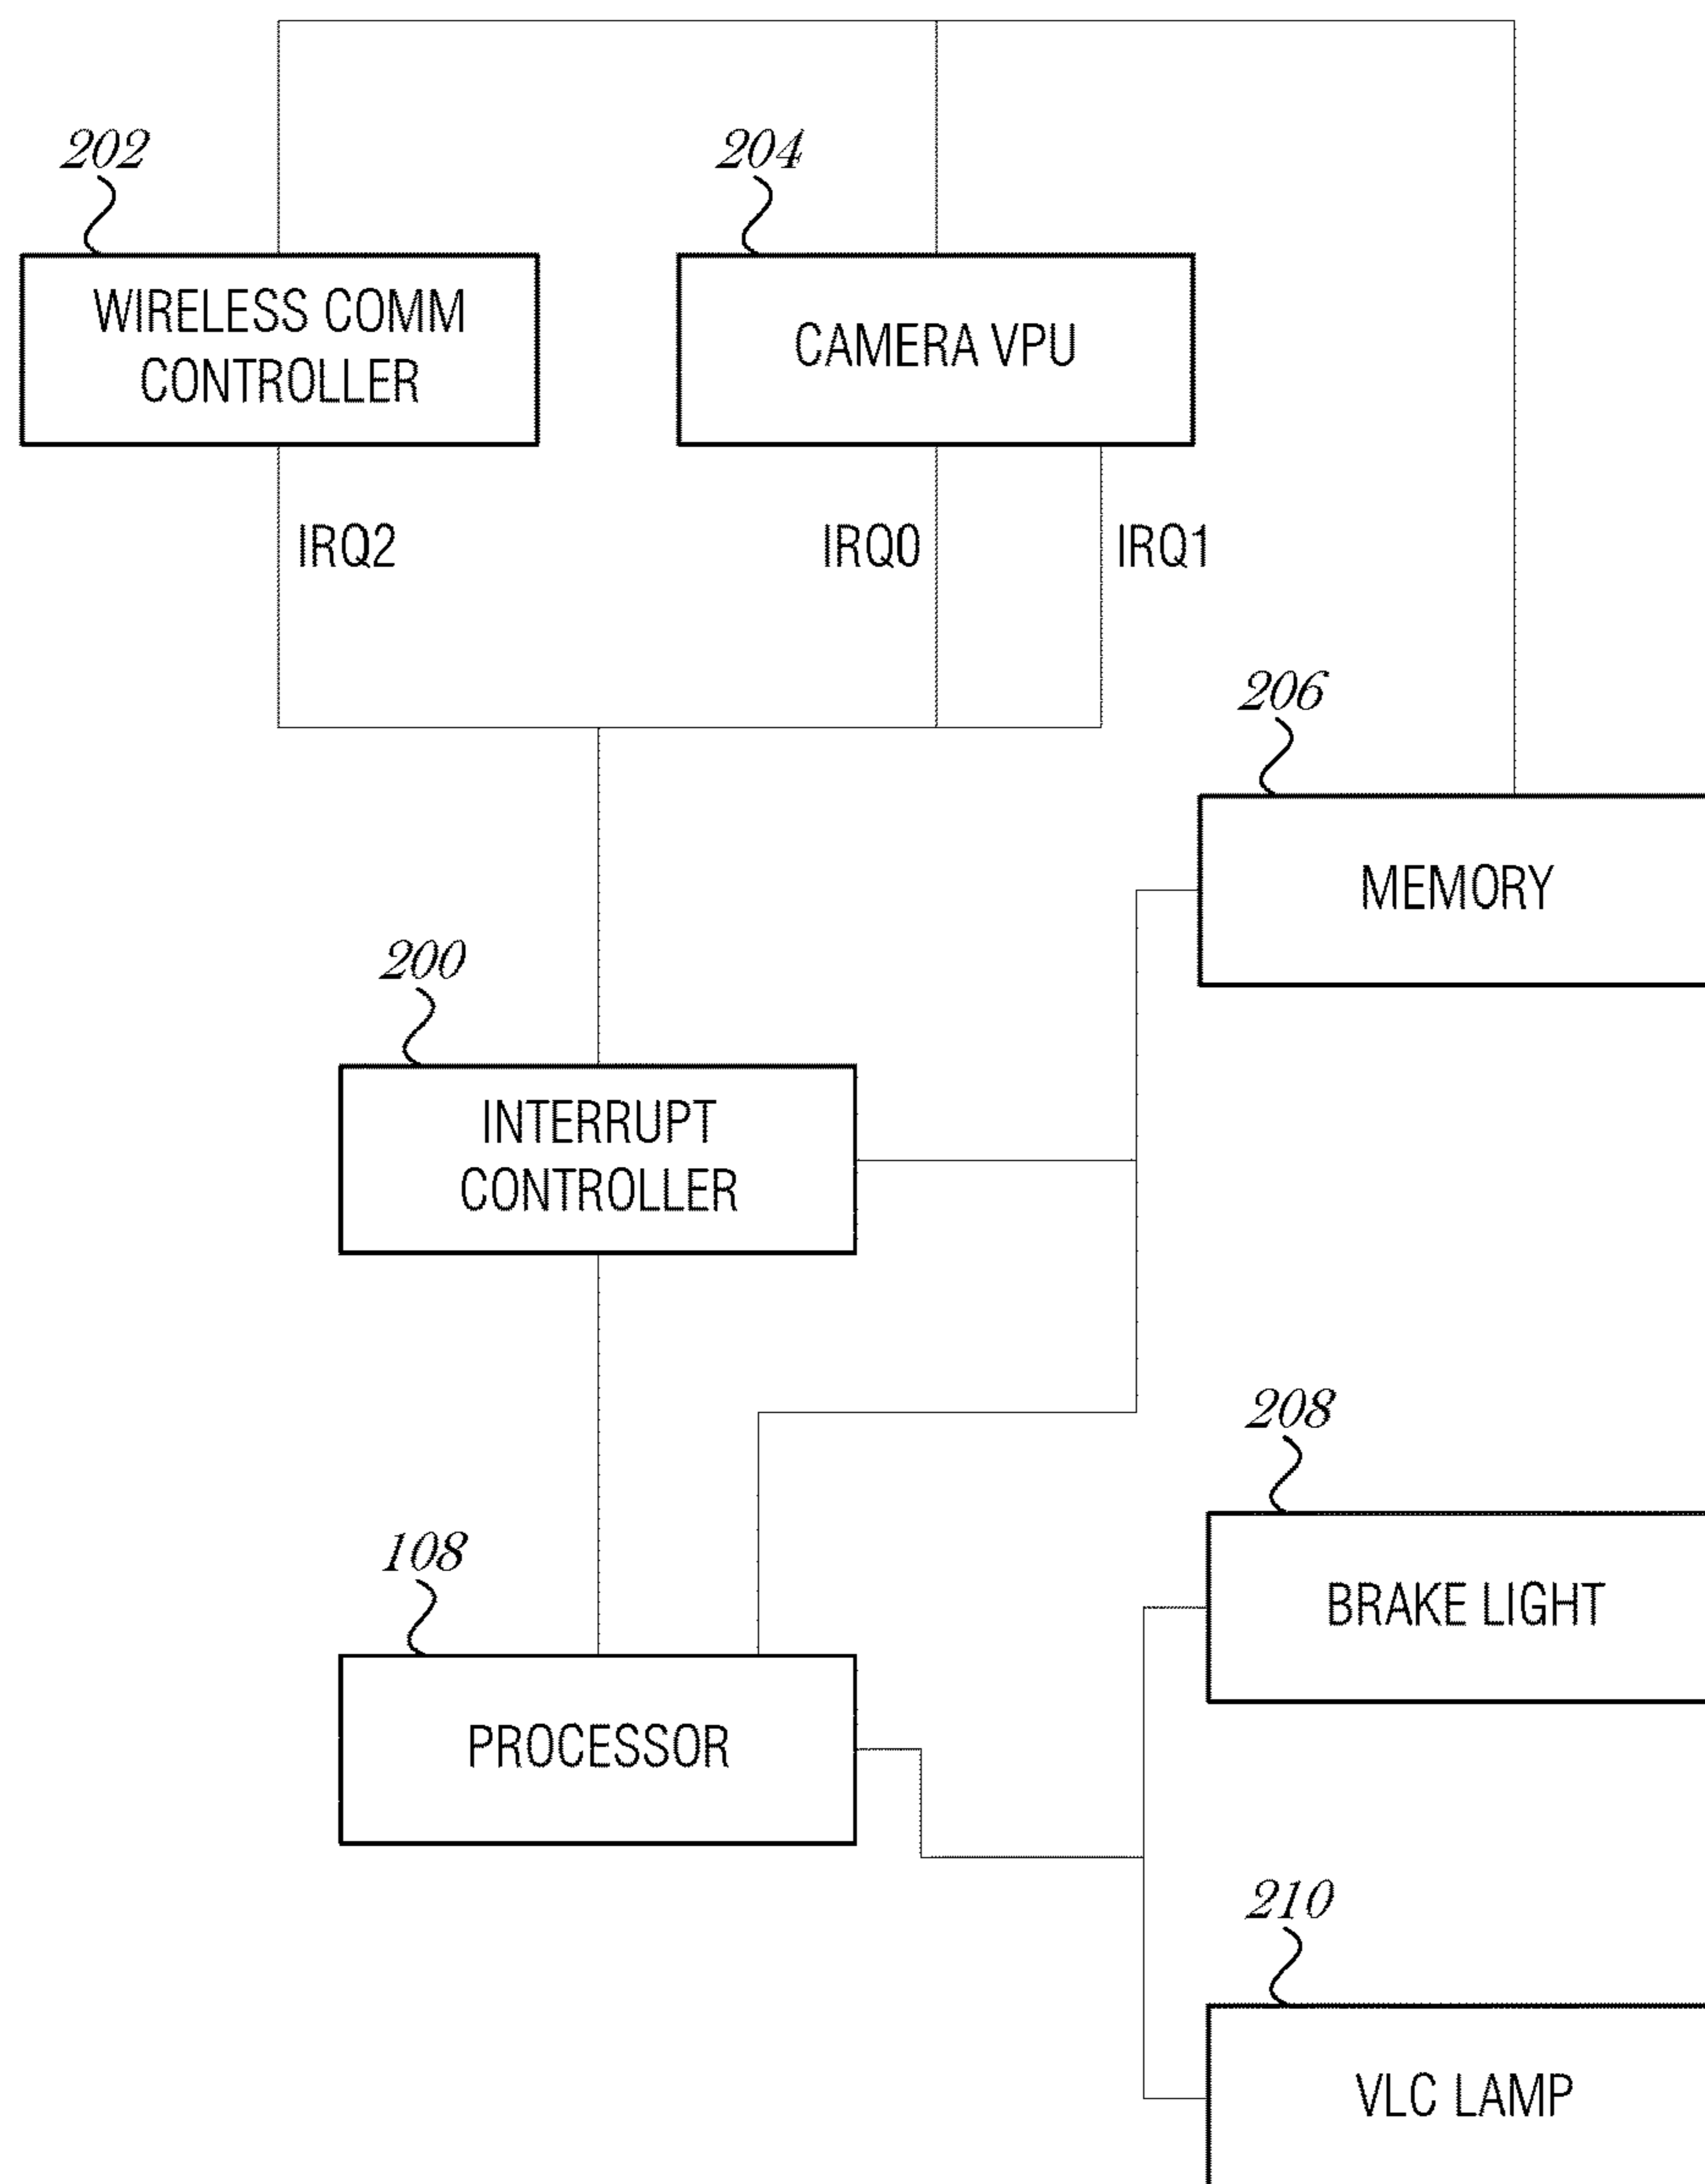 202
204
WIRELESS COMM
CONTROLLER
CAMERA VPU
IRQ2
IRQ0
IRQ1
206
MEMORY
200
INTERRUPT
CONTROLLER
208
BRAKE LIGHT
108
PROCESSOR
210
VLC LAMP